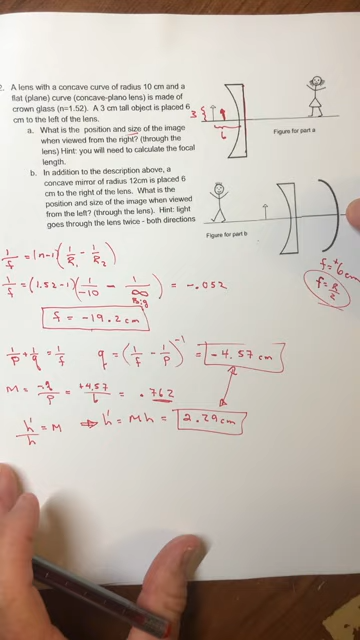 2. A lens with a concave curve of radius 10 cm and a
flat (plane) curve (concave-plano lens) is made of
crown glass (n=1.52). A 3 cm tall object is placed 6
cm to the left of the lens.
a. What is the position and size of the image
when viewed from the right? (through the
lens) Hint: you will need to calculate the focal
length.
b. In addition to the description above, a
concave mirror of radius 12cm is placed 6
cm to the right of the lens. What is the
position and size of the image when viewed
from the left? (through the lens). Hint: light
goes through the lens twice - both directions
3
6
Figure for part a
Figure for part b
f=+6cm
f=R/2
1/f = (n-1)(1/R₁ - 1/R₂)
1/f = (1.52-1)(1/-10 - 1/∞) = -.052
Big
f = -19.2cm
1/p + 1/q = 1/f q = (1/f - 1/p)⁻¹ = -4.57 cm
M = -q/p = +4.57/6 = .762
h'/h = M ⇒ h' = Mh = 2.29cm